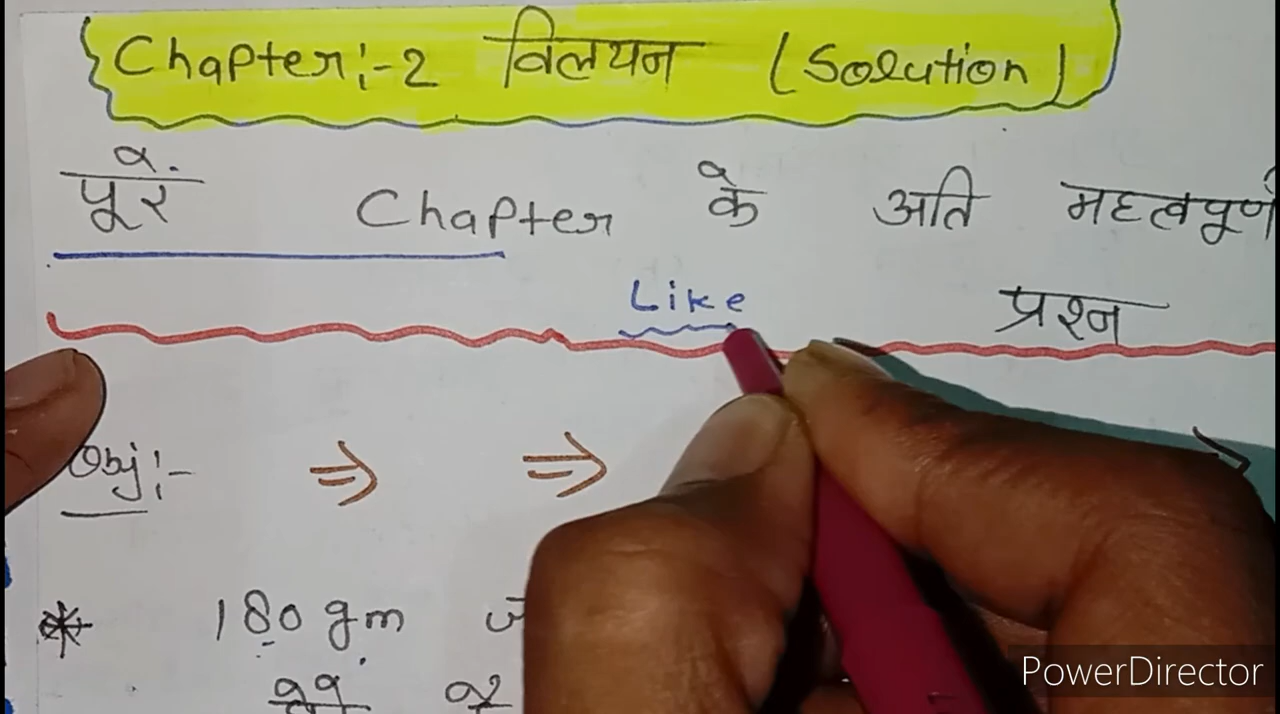 Chapter:-2 विलयन (Solution)
पूरे Chapter के अति महत्वपूर्ण
प्रश्न
Like
Obj:-
180 gm
PowerDirector